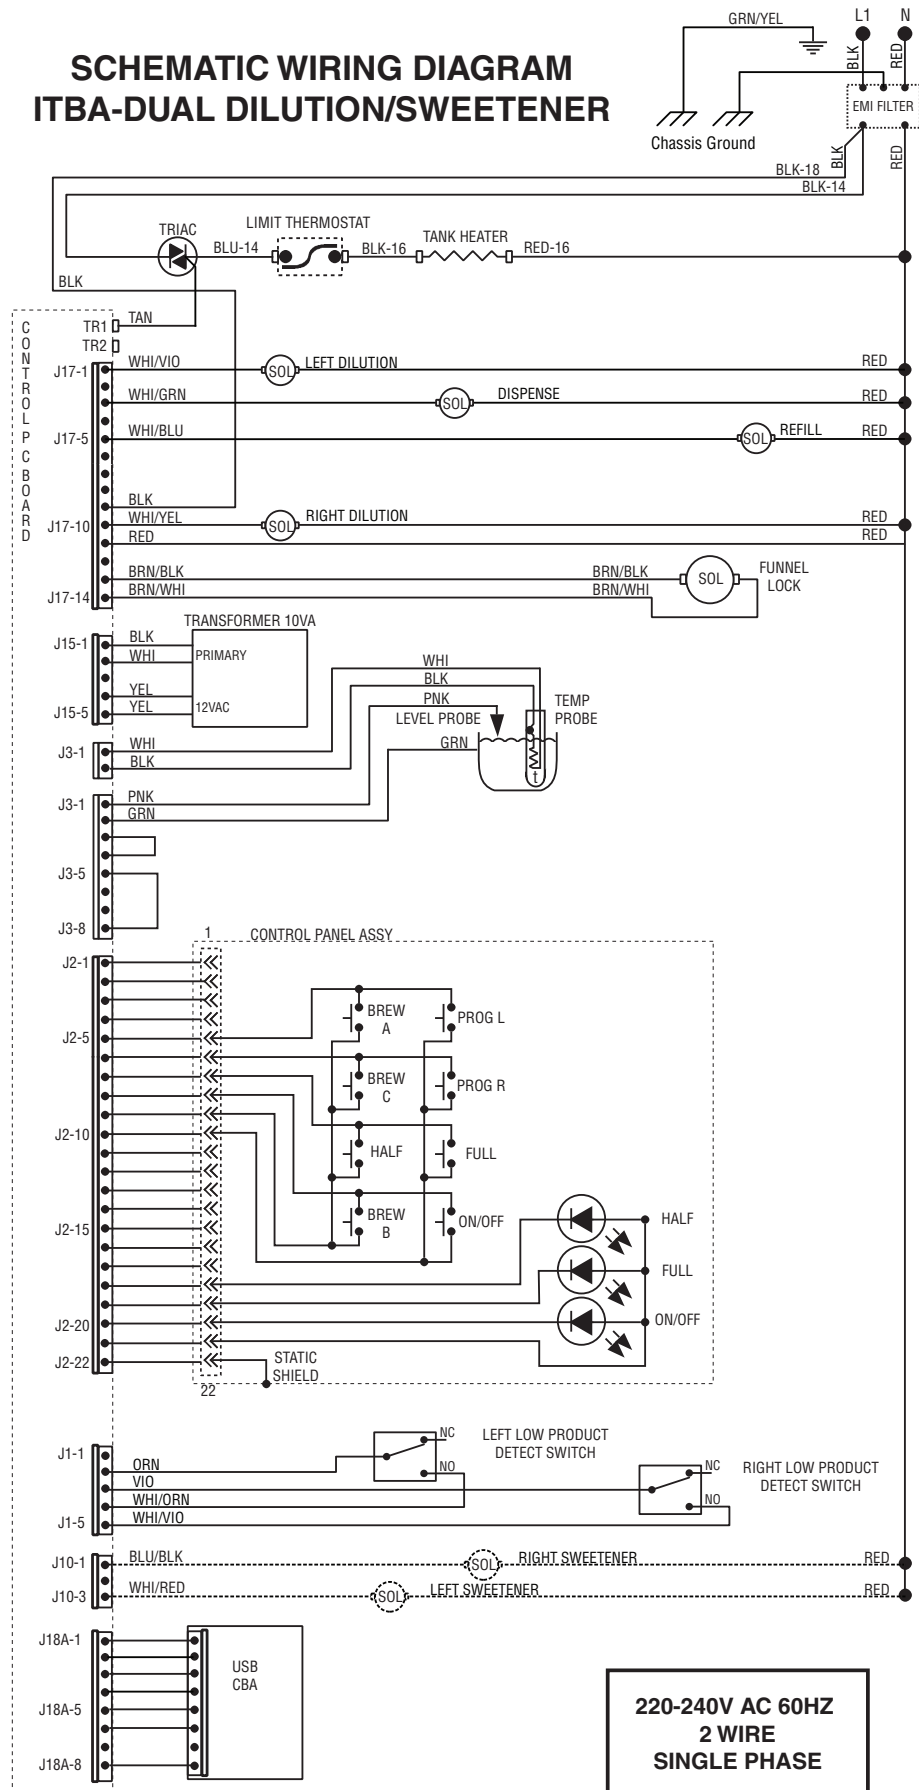 SCHEMATIC WIRING DIAGRAM
ITBA-DUAL DILUTION/SWEETENER
GRN/YEL
L1
N
BLK
RED
EMI FILTER
Chassis Ground
BLK
RED
BLK-18
BLK-14
TRIAC
BLU-14
LIMIT THERMOSTAT
BLK-16
TANK HEATER
RED-16
BLK
CONTROL PC BOARD
TR1
TAN
TR2
J17-1
WHI/VIO
SOL
LEFT DILUTION
RED
WHI/GRN
SOL
DISPENSE
RED
J17-5
WHI/BLU
SOL
REFILL
RED
BLK
J17-10
WHI/YEL
SOL
RIGHT DILUTION
RED
RED
RED
BRN/BLK
BRN/BLK
SOL
FUNNEL
LOCK
J17-14
BRN/WHI
BRN/WHI
TRANSFORMER 10VA
J15-1
BLK
WHI
PRIMARY
YEL
J15-5
YEL
12VAC
WHI
BLK
PNK
LEVEL PROBE
TEMP
PROBE
GRN
t
J3-1
WHI
BLK
J3-1
PNK
GRN
J3-5
J3-8
1
CONTROL PANEL ASSY
J2-1
J2-5
BREW
A
PROG L
BREW
C
PROG R
J2-10
HALF
FULL
BREW
B
ON/OFF
J2-15
HALF
FULL
J2-20
ON/OFF
J2-22
STATIC
SHIELD
22
J1-1
ORN
VIO
WHI/ORN
J1-5
WHI/VIO
NC
NO
LEFT LOW PRODUCT
DETECT SWITCH
NC
NO
RIGHT LOW PRODUCT
DETECT SWITCH
J10-1
BLU/BLK
SOL
RIGHT SWEETENER
RED
J10-3
WHI/RED
SOL
LEFT SWEETENER
RED
J18A-1
J18A-5
J18A-8
USB
CBA
220-240V AC 60HZ
2 WIRE
SINGLE PHASE